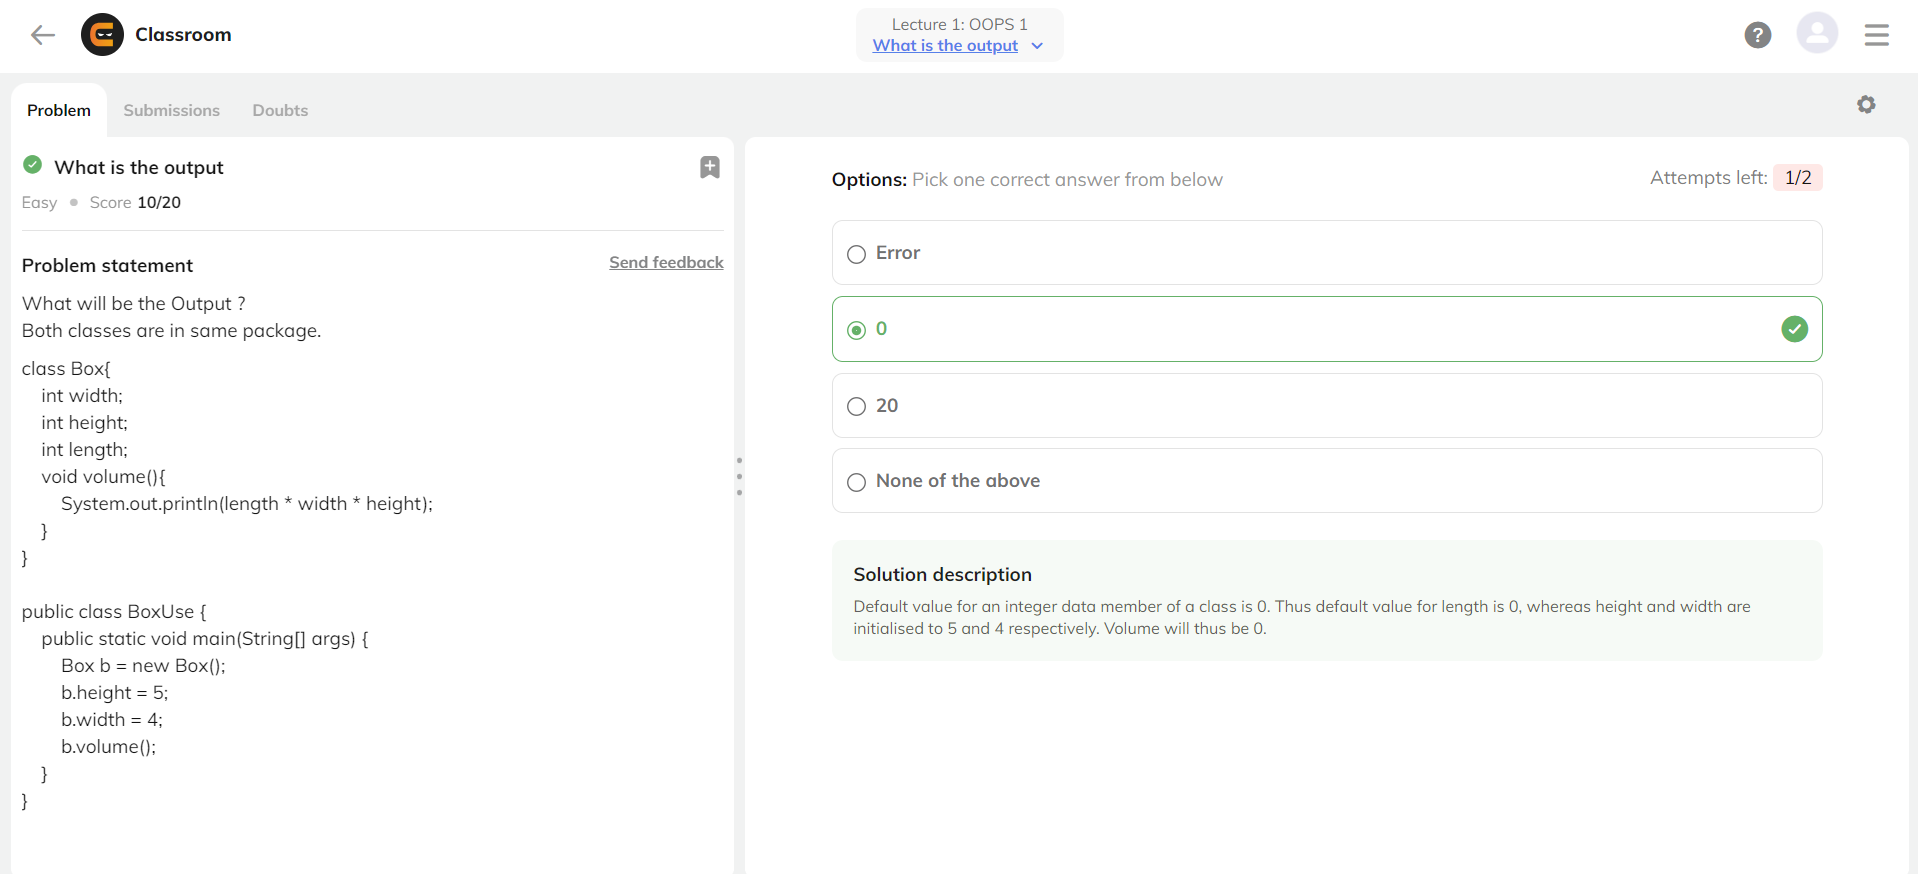 Classroom
Lecture 1: OOPS 1
What is the output
?
Problem
Submissions
Doubts
What is the output
Easy
Score 10/20
Problem statement
Send feedback
What will be the Output ?
Both classes are in same package.
class Box{
    int width;
    int height;
    int length;
    void volume(){
        System.out.println(length * width * height);
    }
}
public class BoxUse {
    public static void main(String[] args) {
        Box b = new Box();
        b.height = 5;
        b.width = 4;
        b.volume();
    }
}
Options: Pick one correct answer from below
Attempts left: 1/2
Error
0
20
None of the above
Solution description
Default value for an integer data member of a class is 0. Thus default value for length is 0, whereas height and width are
initialised to 5 and 4 respectively. Volume will thus be 0.